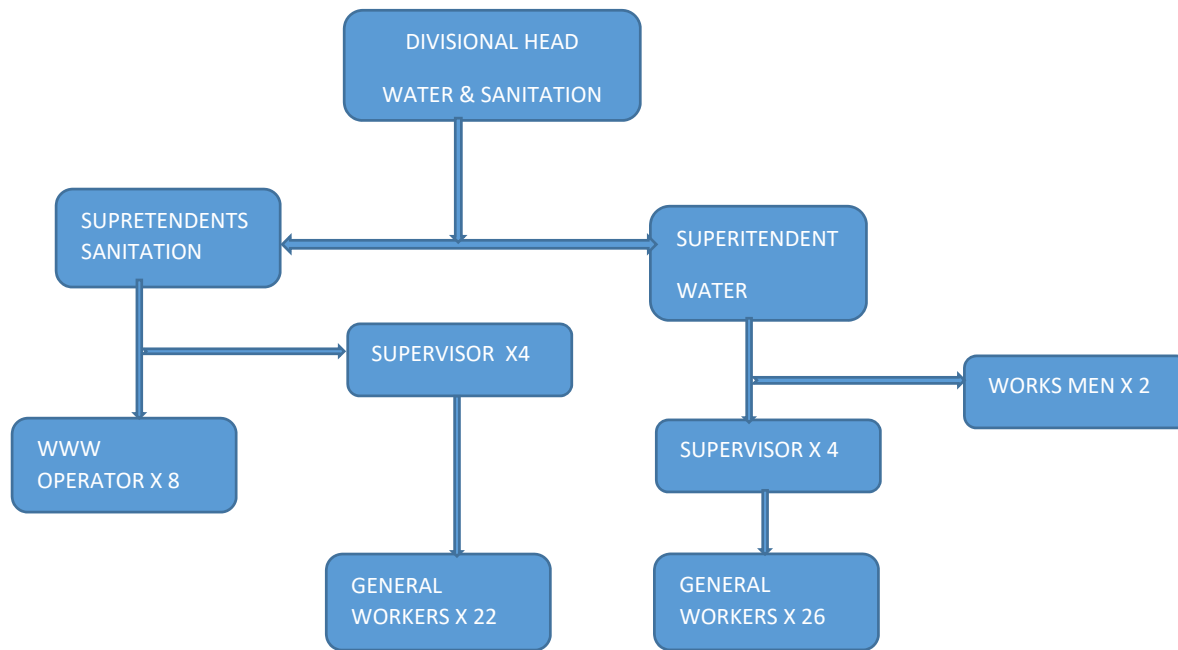 DIVISIONAL HEAD
WATER & SANITATION
SUPRETENDENTS
SANITATION
SUPERITENDENT
WATER
SUPERVISOR X4
WORKS MEN X 2
WWW
OPERATOR X 8
SUPERVISOR X 4
GENERAL
WORKERS X 22
GENERAL
WORKERS X 26